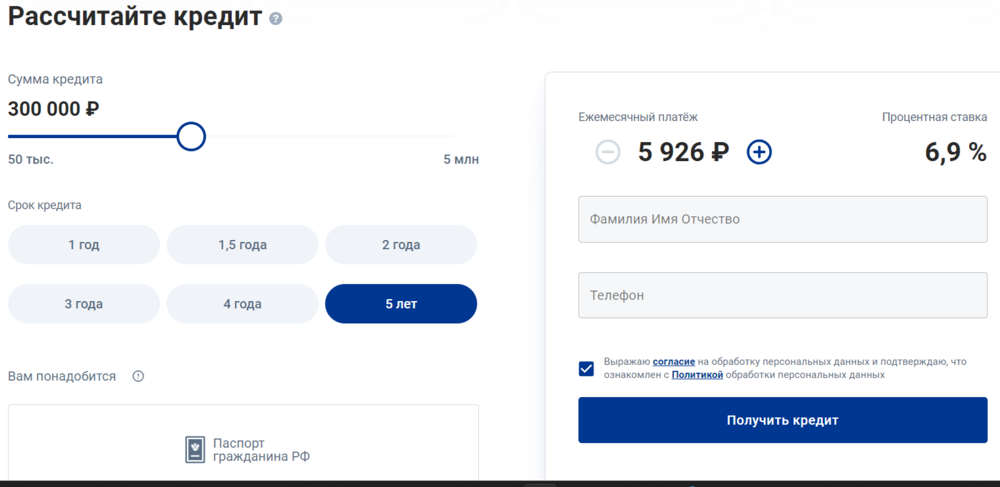 Рассчитайте кредит ?
Сумма кредита
300 000 ₽
50 тыс.
5 млн
Срок кредита
1 год
1,5 года
2 года
3 года
4 года
5 лет
Вам понадобится
Паспорт
гражданина РФ
Ежемесячный платёж
Процентная ставка
5 926 ₽
6,9 %
Фамилия Имя Отчество
Телефон
Выражаю согласие на обработку персональных данных и подтверждаю, что
ознакомлен с Политикой обработки персональных данных
Получить кредит